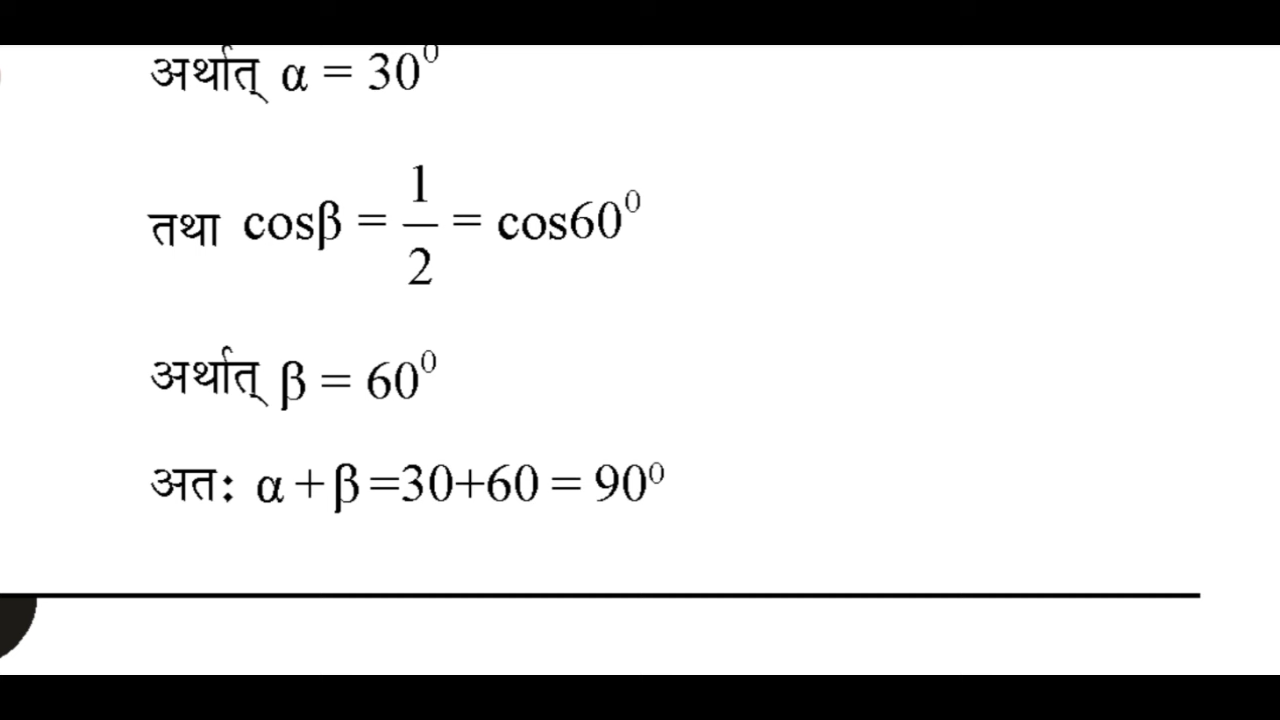 अर्थात् α = 30⁰
तथा cosβ = 1/2 = cos60⁰
अर्थात् β = 60⁰
अतः α + β =30+60 = 90⁰